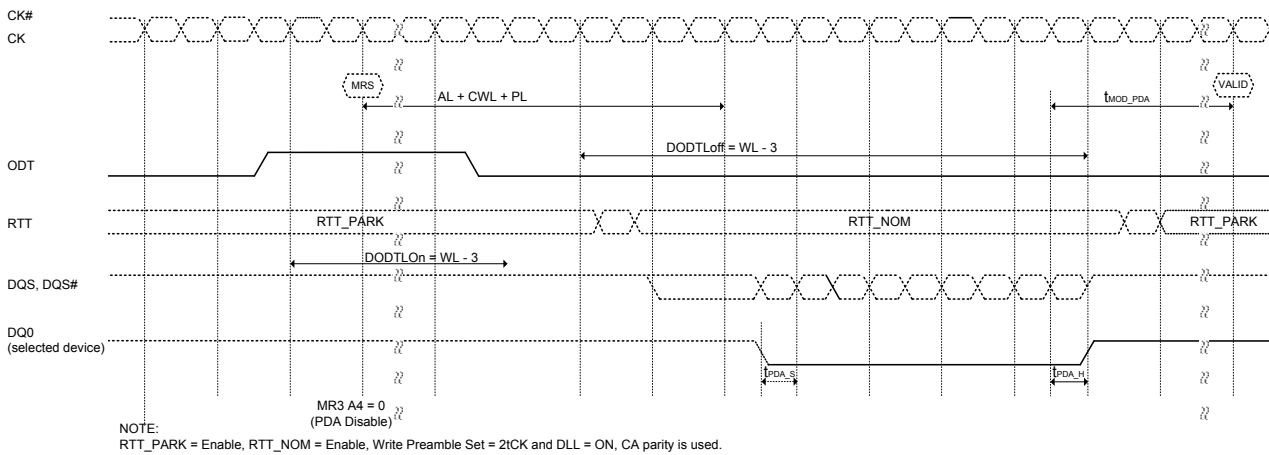 CK#
CK
MRS
AL + CWL + PL
tMOD_PDA
VALID
DODTLoff = WL - 3
ODT
RTT
RTT_PARK
RTT_NOM
RTT_PARK
DODTLOn = WL - 3
DQS, DQS#
DQ0
(selected device)
tPDA_S
tPDA_H
MR3 A4 = 0
(PDA Disable)
NOTE:
RTT_PARK = Enable, RTT_NOM = Enable, Write Preamble Set = 2tCK and DLL = ON, CA parity is used.